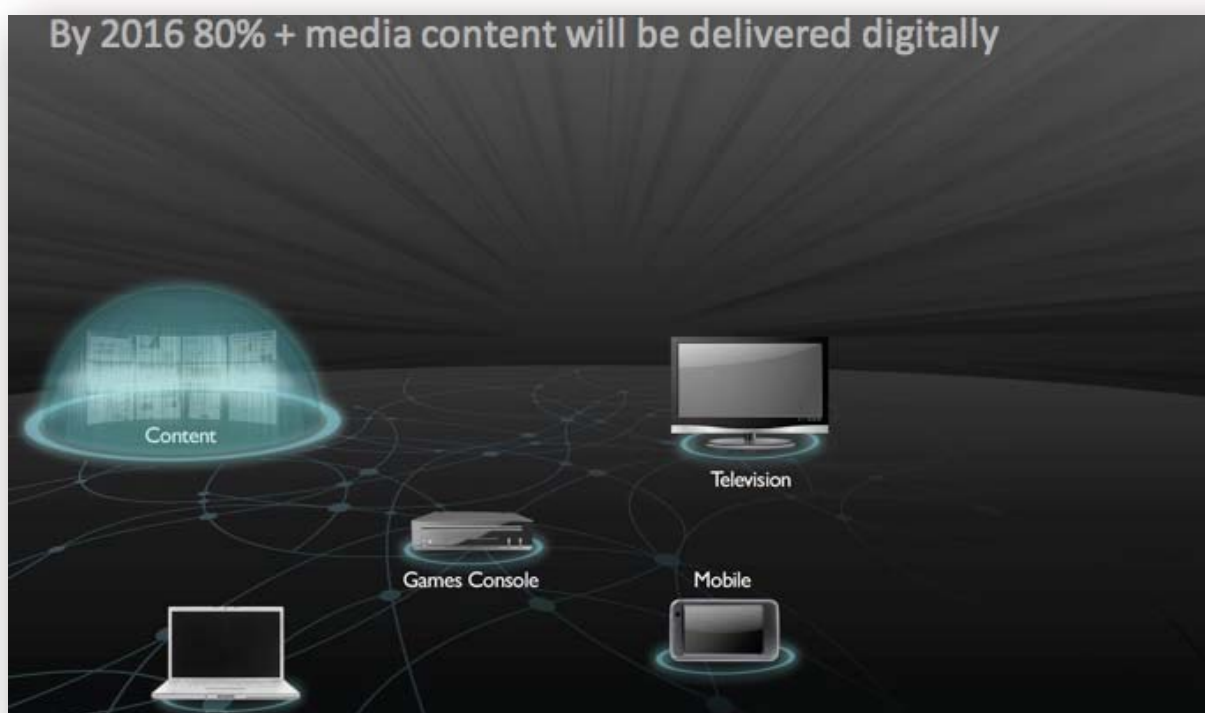 By 2016 80% + media content will be delivered digitally
Content
Television
Games Console
Mobile